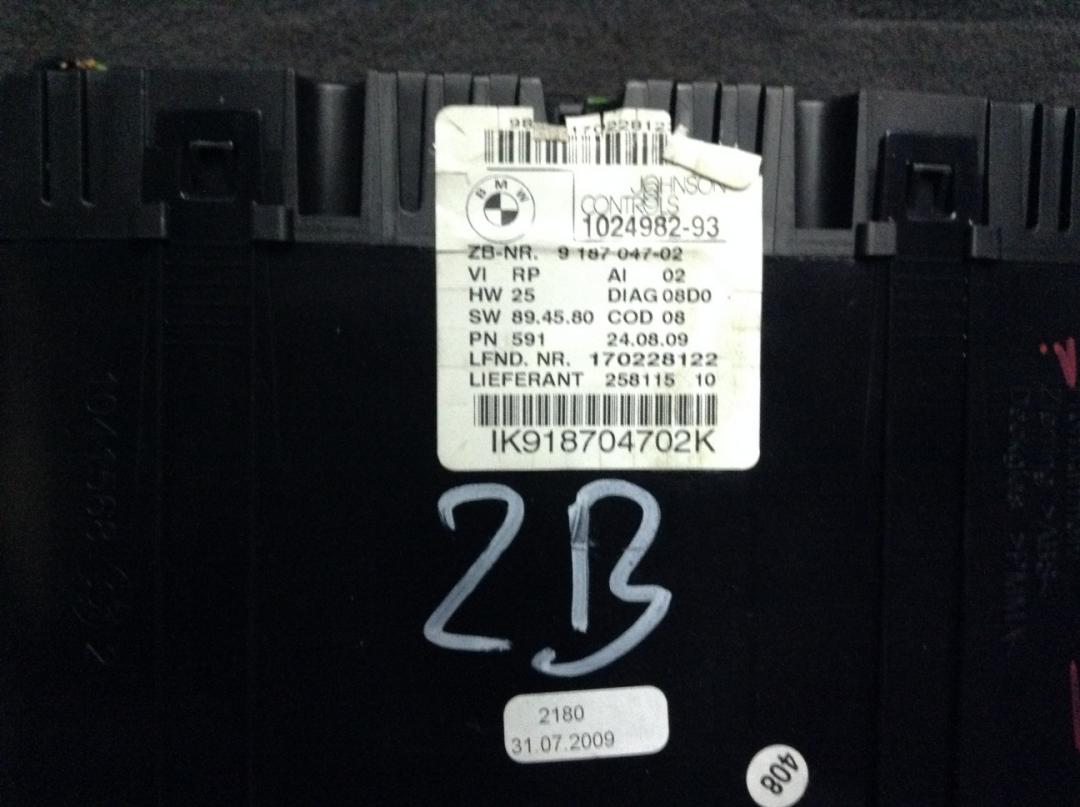 170228122
BMW
JOHNSON
CONTROLS
1024982-93
ZB-NR. 9 187 047-02
VI RP AI 02
HW 25 DIAG 08D0
SW 89.45.80 COD 08
PN 591 24.08.09
LFND. NR. 170228122
LIEFERANT 258115 10
IK918704702K
ZB
2180
31.07.2009
408